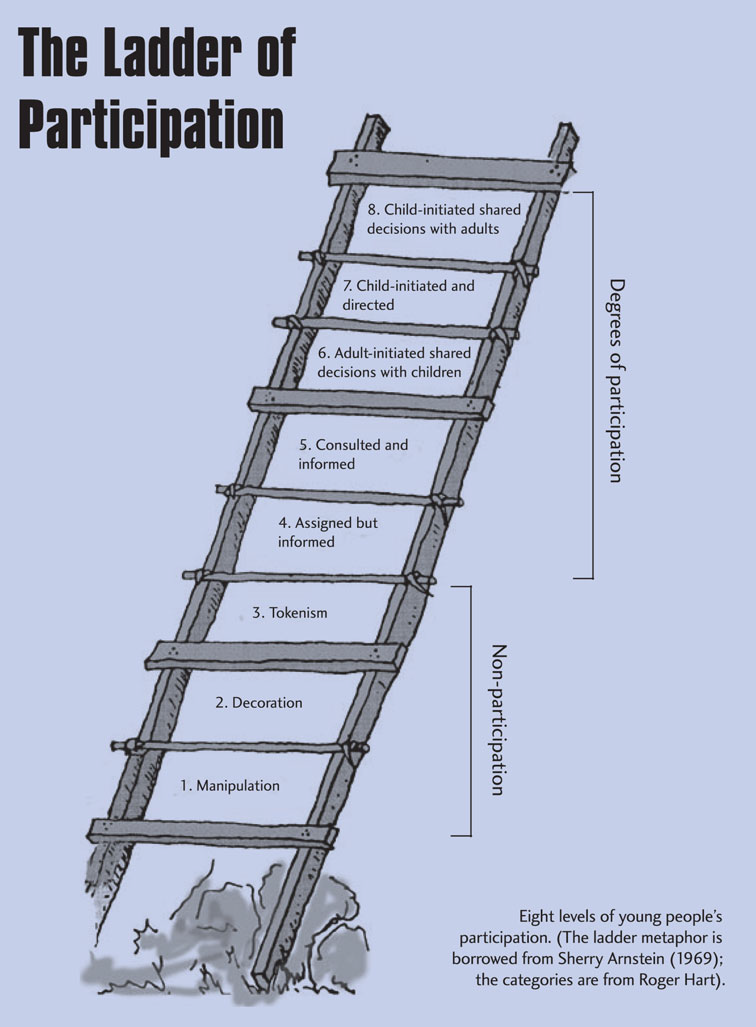 The Ladder of
Participation
8. Child-initiated shared
decisions with adults
7. Child-initiated and
directed
6. Adult-initiated shared
decisions with children
5. Consulted and
informed
4. Assigned but
informed
3. Tokenism
2. Decoration
1. Manipulation
Degrees of participation
Non-participation
Eight levels of young people’s
participation. (The ladder metaphor is
borrowed from Sherry Arnstein (1969);
the categories are from Roger Hart).